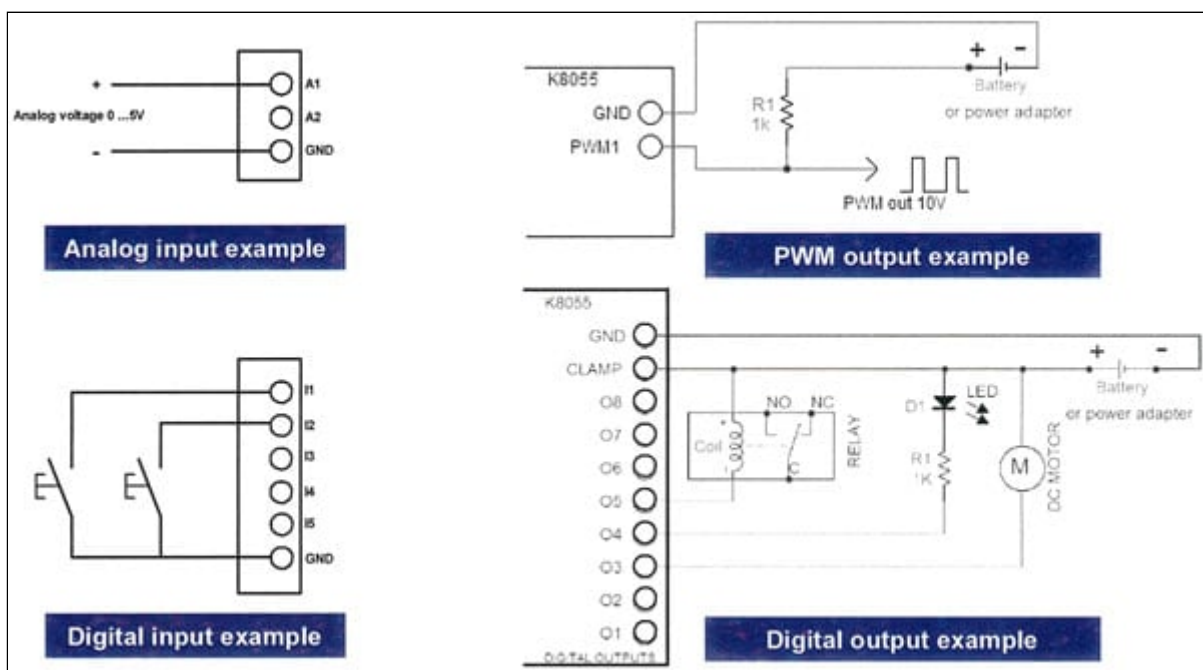 +
Analog voltage 0 ...5V
-
A1
A2
GND
Analog input example
K8055
GND
PWM1
R1
1k
+ -
Battery
or power adapter
PWM out 10V
PWM output example
I1
I2
I3
I4
I5
GND
Digital input example
K8055
GND
CLAMP
O8
O7
O6
O5
O4
O3
O2
O1
DIGITAL OUTPUTS
NO NC
+
Coil
-
C
RELAY
D1
LED
R1
1K
M
DC MOTOR
+ -
Battery
or power adapter
Digital output example